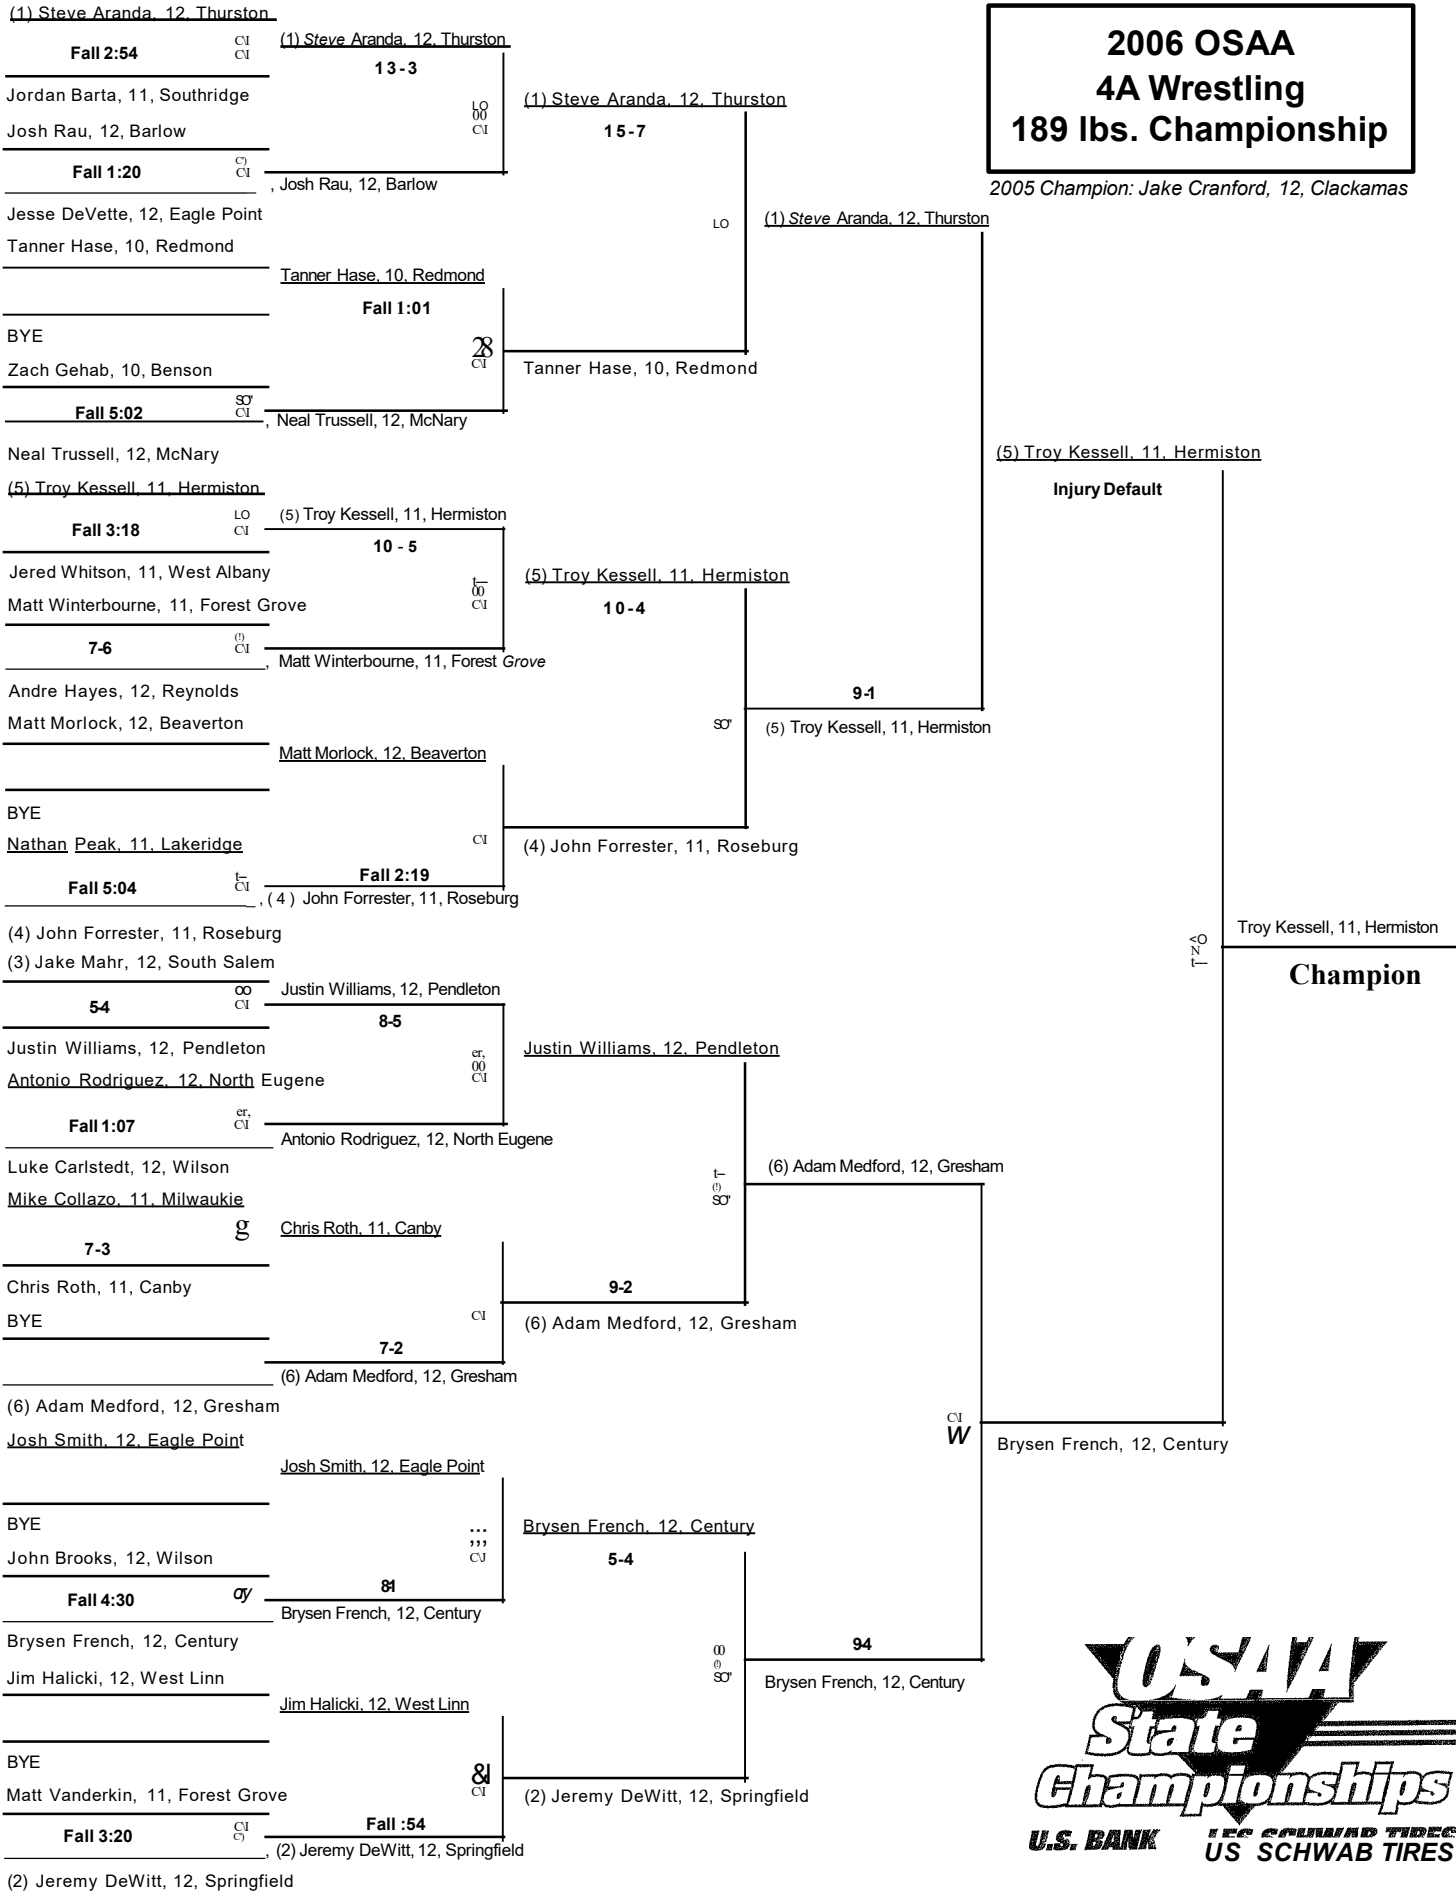 2006 OSAA
4A Wrestling
189 lbs. Championship
2005 Champion: Jake Cranford, 12, Clackamas
(1) Steve Aranda, 12, Thurston
Fall 2:54
Jordan Barta, 11, Southridge
Josh Rau, 12, Barlow
Fall 1:20
Jesse DeVette, 12, Eagle Point
Tanner Hase, 10, Redmond
BYE
Zach Gehab, 10, Benson
Fall 5:02
Neal Trussell, 12, McNary
(5) Troy Kessell, 11, Hermiston
Fall 3:18
Jered Whitson, 11, West Albany
Matt Winterbourne, 11, Forest Grove
7-6
Andre Hayes, 12, Reynolds
Matt Morlock, 12, Beaverton
BYE
Nathan Peak, 11, Lakeridge
Fall 5:04
(4) John Forrester, 11, Roseburg
(3) Jake Mahr, 12, South Salem
5-4
Justin Williams, 12, Pendleton
Antonio Rodriguez, 12, North Eugene
Fall 1:07
Luke Carlstedt, 12, Wilson
Mike Collazo, 11, Milwaukie
7-3
Chris Roth, 11, Canby
BYE
(6) Adam Medford, 12, Gresham
Josh Smith, 12, Eagle Point
BYE
John Brooks, 12, Wilson
Fall 4:30
Brysen French, 12, Century
Jim Halicki, 12, West Linn
BYE
Matt Vanderkin, 11, Forest Grove
Fall 3:20
(2) Jeremy DeWitt, 12, Springfield
(1) Steve Aranda, 12, Thurston
13-3
, Josh Rau, 12, Barlow
Tanner Hase, 10, Redmond
Fall 1:01
, Neal Trussell, 12, McNary
(5) Troy Kessell, 11, Hermiston
10 - 5
, Matt Winterbourne, 11, Forest Grove
Matt Morlock, 12, Beaverton
Fall 2:19
, (4) John Forrester, 11, Roseburg
Justin Williams, 12, Pendleton
8-5
Antonio Rodriguez, 12, North Eugene
Chris Roth, 11, Canby
7-2
(6) Adam Medford, 12, Gresham
Josh Smith, 12, Eagle Point
8-1
Brysen French, 12, Century
Jim Halicki, 12, West Linn
Fall :54
, (2) Jeremy DeWitt, 12, Springfield
(1) Steve Aranda, 12, Thurston
15-7
Tanner Hase, 10, Redmond
(5) Troy Kessell, 11, Hermiston
10-4
(4) John Forrester, 11, Roseburg
Justin Williams, 12, Pendleton
9-2
(6) Adam Medford, 12, Gresham
Brysen French, 12, Century
5-4
(2) Jeremy DeWitt, 12, Springfield
(1) Steve Aranda, 12, Thurston
9-1
(5) Troy Kessell, 11, Hermiston
(6) Adam Medford, 12, Gresham
9-4
Brysen French, 12, Century
(5) Troy Kessell, 11, Hermiston
Injury Default
Brysen French, 12, Century
Troy Kessell, 11, Hermiston
Champion
OSAA
State
Championships
U.S. BANK
LES SCHWAB TIRES
US SCHWAB TIRES